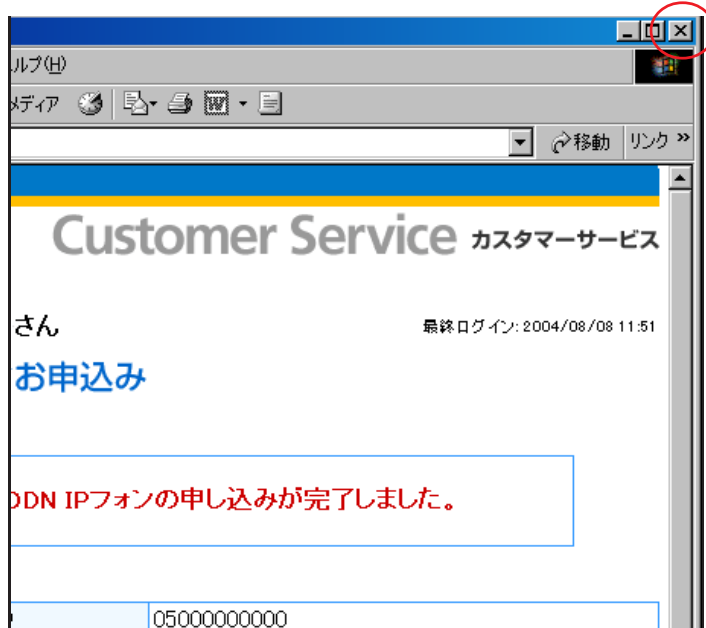 ヘルプ(H)
メディア
移動 リンク »
Customer Service カスタマーサービス
さん
最終ログイン: 2004/08/08 11:51
お申込み
ODN IPフォンの申し込みが完了しました。
05000000000